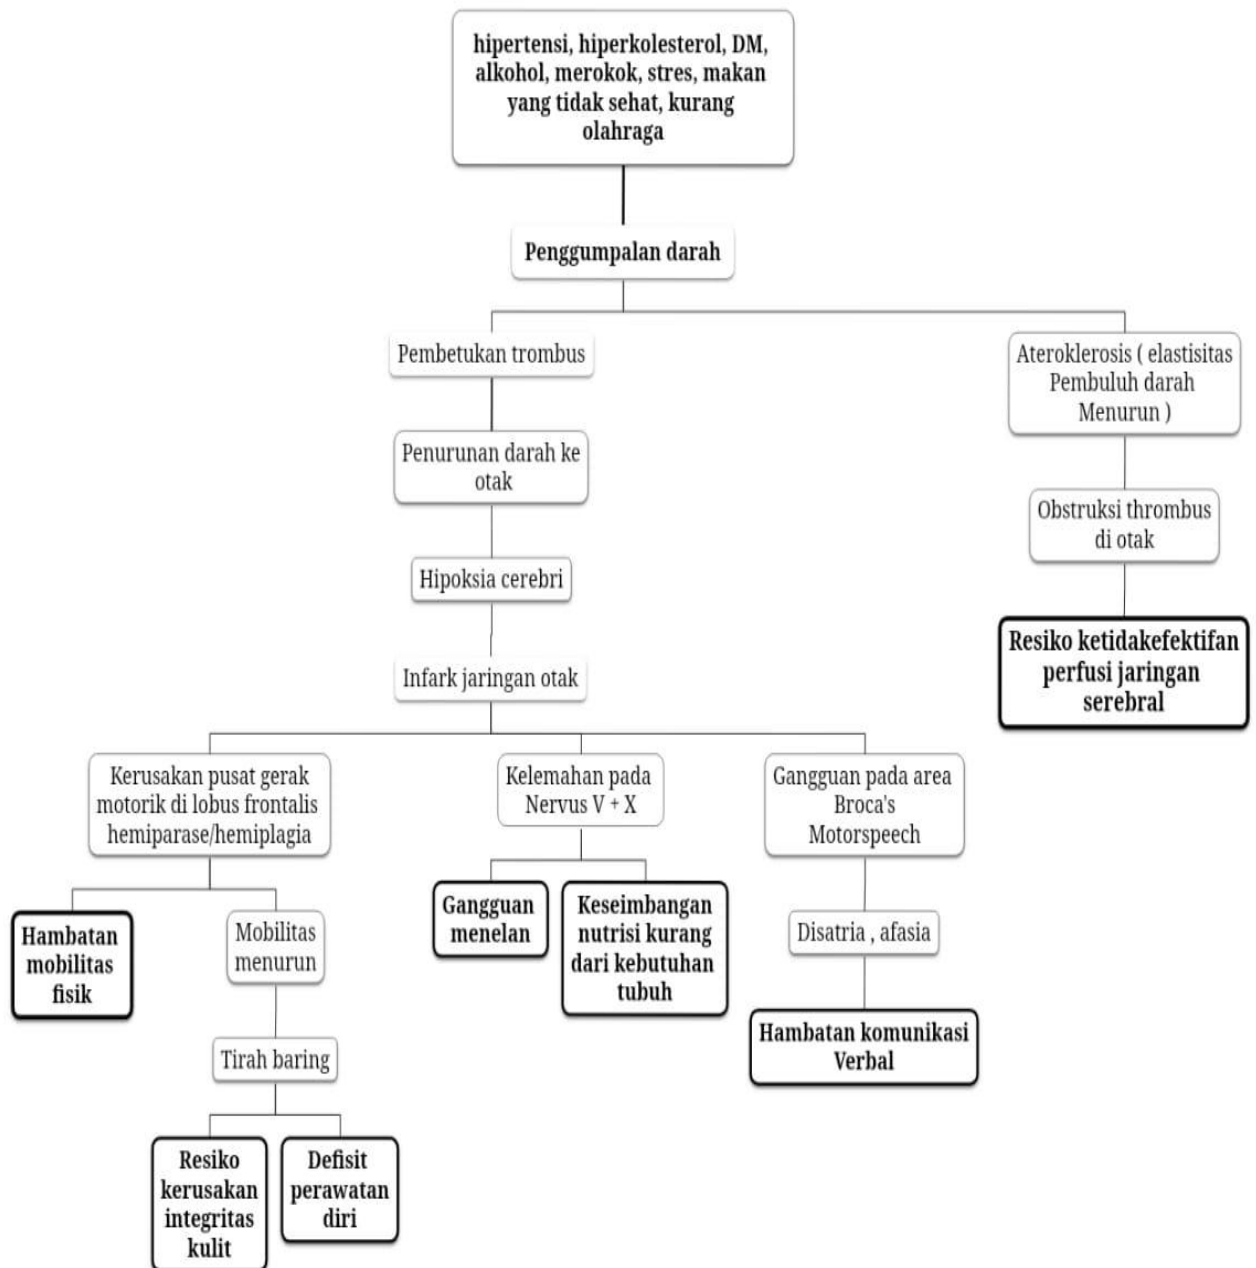 hipertensi, hiperkolesterol, DM,
alkohol, merokok, stres, makan
yang tidak sehat, kurang
olahraga
Penggumpalan darah
Pembetukan trombus
Penurunan darah ke
otak
Hipoksia cerebri
Infark jaringan otak
Ateroklerosis ( elastisitas
Pembuluh darah
Menurun )
Obstruksi thrombus
di otak
Resiko ketidakefektifan
perfusi jaringan
serebral
Kerusakan pusat gerak
motorik di lobus frontalis
hemiparase/hemiplagia
Hambatan
mobilitas
fisik
Mobilitas
menurun
Tirah baring
Resiko
kerusakan
integritas
kulit
Defisit
perawatan
diri
Kelemahan pada
Nervus V + X
Gangguan
menelan
Keseimbangan
nutrisi kurang
dari kebutuhan
tubuh
Gangguan pada area
Broca's
Motorspeech
Disatria , afasia
Hambatan komunikasi
Verbal